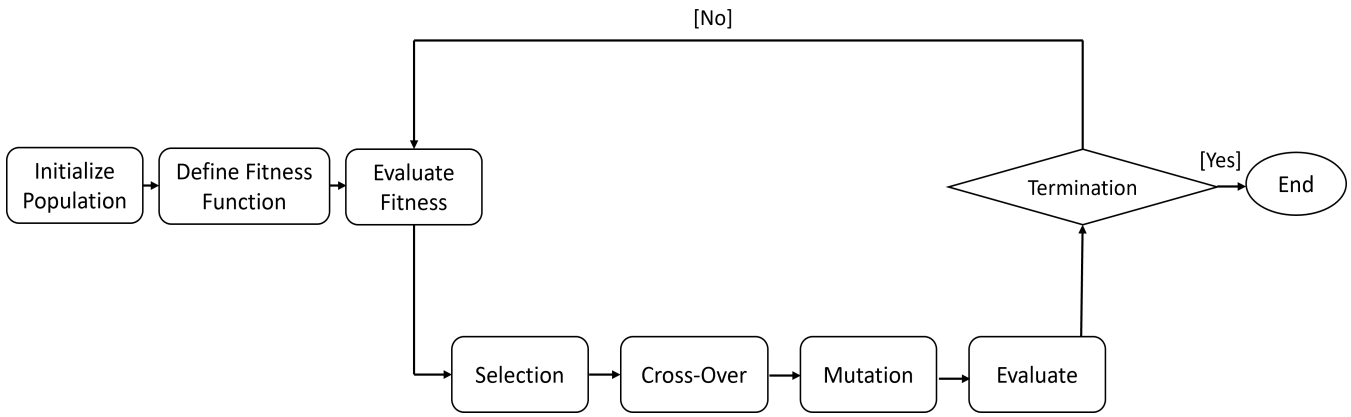 [No]
Initialize
Population
Define Fitness
Function
Evaluate
Fitness
Termination
[Yes]
End
Selection
Cross-Over
Mutation
Evaluate